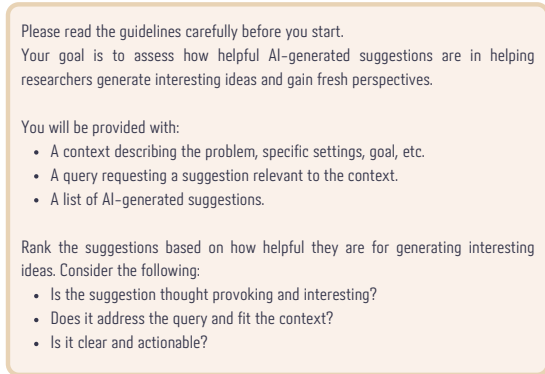 Please read the guidelines carefully before you start.
Your goal is to assess how helpful AI-generated suggestions are in helping
researchers generate interesting ideas and gain fresh perspectives.
You will be provided with:
• A context describing the problem, specific settings, goal, etc.
• A query requesting a suggestion relevant to the context.
• A list of AI-generated suggestions.
Rank the suggestions based on how helpful they are for generating interesting
ideas. Consider the following:
• Is the suggestion thought provoking and interesting?
• Does it address the query and fit the context?
• Is it clear and actionable?